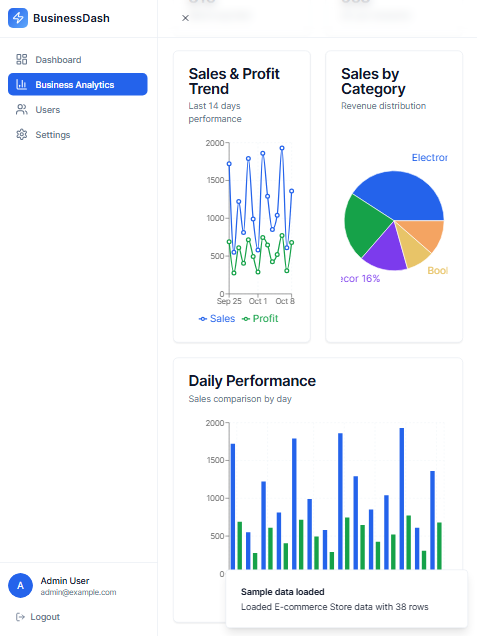 BusinessDash
Dashboard
Business Analytics
Users
Settings
Sales & Profit
Trend
Last 14 days
performance
2000
1500
1000
500
0
Sep 25
Oct 1
Oct 8
Sales
Profit
Sales by
Category
Revenue distribution
Electror
Bool
ecor 16%
Daily Performance
Sales comparison by day
2000
1500
1000
500
0
Sample data loaded
Loaded E-commerce Store data with 38 rows
A
Admin User
admin@example.com
Logout